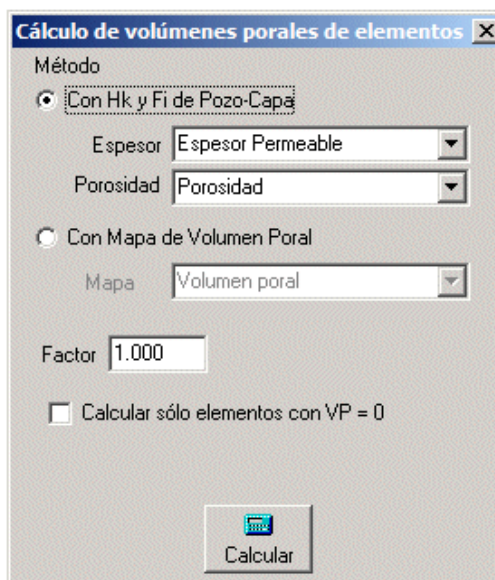 Cálculo de volúmenes porales de elementos
Método
Con Hk y Fi de Pozo-Capa
Espesor Espesor Permeable
Porosidad Porosidad
Con Mapa de Volumen Poral
Mapa Volumen poral
Factor 1.000
Calcular sólo elementos con VP = 0
Calcular